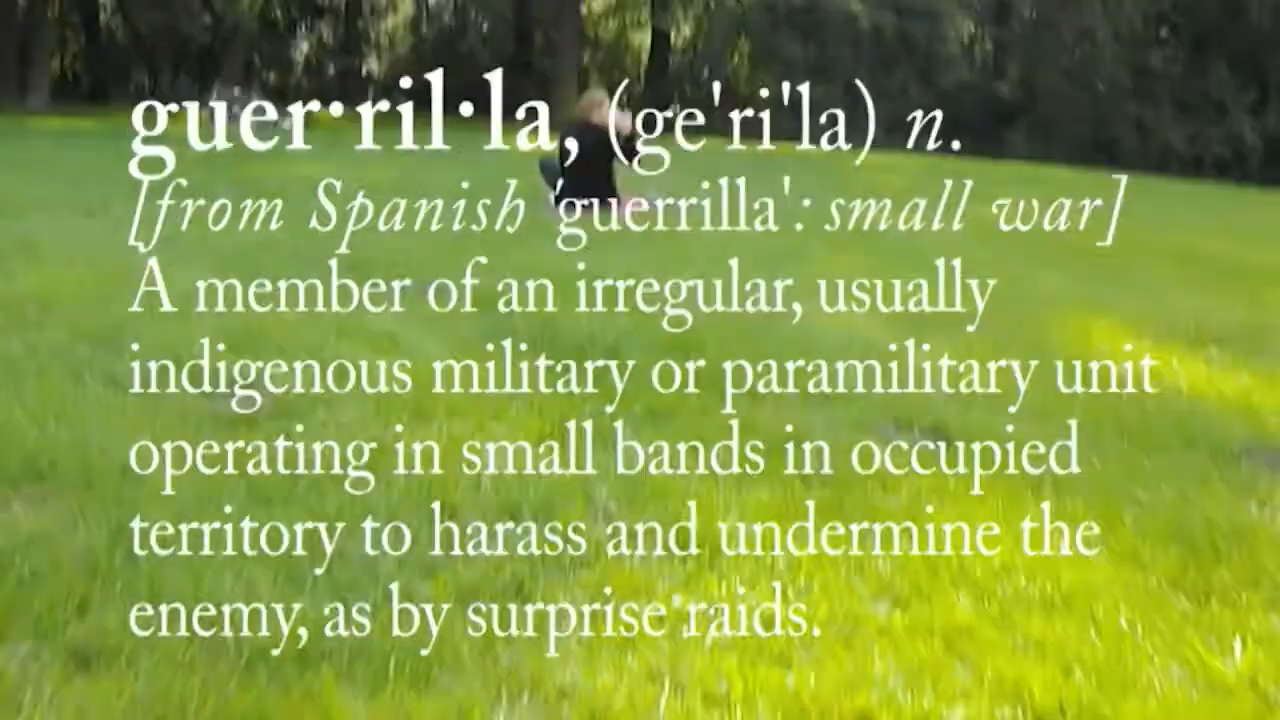 guer·ril·la, (ge'ri'la) n.
[from Spanish 'guerrilla': small war]
A member of an irregular, usually
indigenous military or paramilitary unit
operating in small bands in occupied
territory to harass and undermine the
enemy, as by surprise raids.